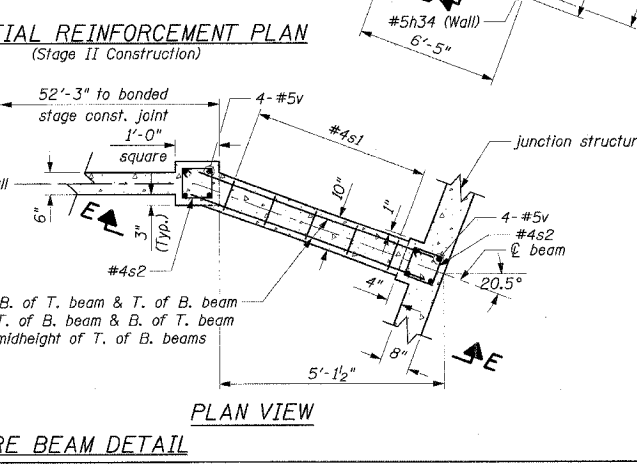 TIAL REINFORCEMENT PLAN
(Stage II Construction)
#5h34 (Wall)
6'-5"
52'-3" to bonded
stage const. joint
1'-0"
square
4-#5v
#4s1
junction structur
6"
E
3"
(Typ.)
10"
1"
4-#5v
#4s2
℄ beam
#4s2
20.5°
B. of T. beam & T. of B. beam
T. of B. beam & B. of T. beam
midheight of T. of B. beams
4"
8"
E
5'-1½"
PLAN VIEW
RE BEAM DETAIL